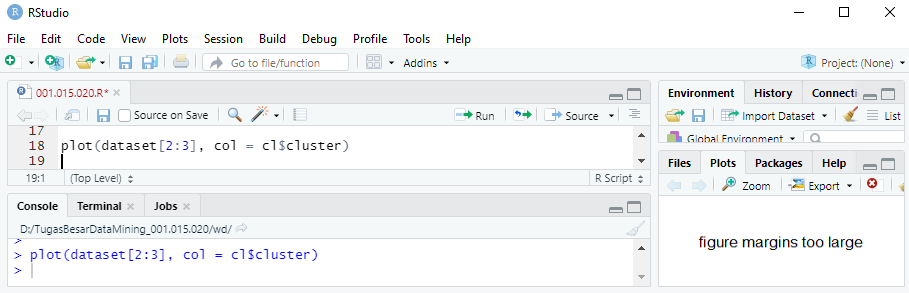 RStudio
File Edit Code View Plots Session Build Debug Profile Tools Help
Go to file/function Addins Project: (None)
001.015.020.R*
Source on Save Run Source
17
18 plot(dataset[2:3], col = cl$cluster)
19
19:1 (Top Level) R Script
Console Terminal Jobs
D:/TugasBesarDataMining_001.015.020/wd/
>
> plot(dataset[2:3], col = cl$cluster)
>
Environment History Connecti
Import Dataset List
Global Environment
Files Plots Packages Help
Zoom Export
figure margins too large